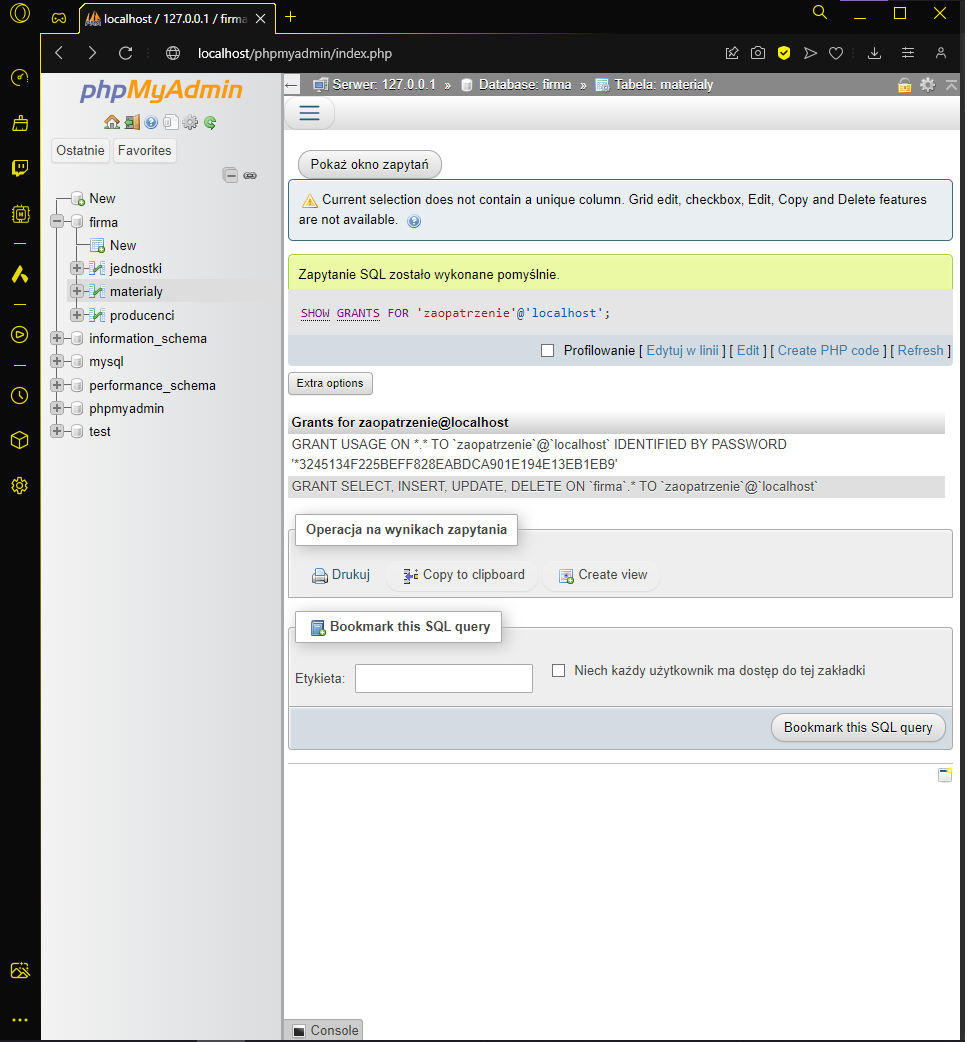 localhost / 127.0.0.1 / firma
localhost/phpmyadmin/index.php
phpMyAdmin
Ostatnie
Favorites
New
firma
New
jednostki
materialy
producenci
information_schema
mysql
performance_schema
phpmyadmin
test
Serwer: 127.0.0.1 » Database: firma » Tabela: materialy
Pokaż okno zapytań
Current selection does not contain a unique column. Grid edit, checkbox, Edit, Copy and Delete features
are not available.
Zapytanie SQL zostało wykonane pomyślnie.
SHOW GRANTS FOR 'zaopatrzenie'@'localhost';
Profilowanie [ Edytuj w linii ] [ Edit ] [ Create PHP code ] [ Refresh ]
Extra options
Grants for zaopatrzenie@localhost
GRANT USAGE ON *.* TO `zaopatrzenie`@`localhost` IDENTIFIED BY PASSWORD
'*3245134F225BEFF828EABDCA901E194E13EB1EB9'
GRANT SELECT, INSERT, UPDATE, DELETE ON `firma`.* TO `zaopatrzenie`@`localhost`
Operacja na wynikach zapytania
Drukuj
Copy to clipboard
Create view
Bookmark this SQL query
Etykieta:
Niech każdy użytkownik ma dostęp do tej zakładki
Bookmark this SQL query
Console